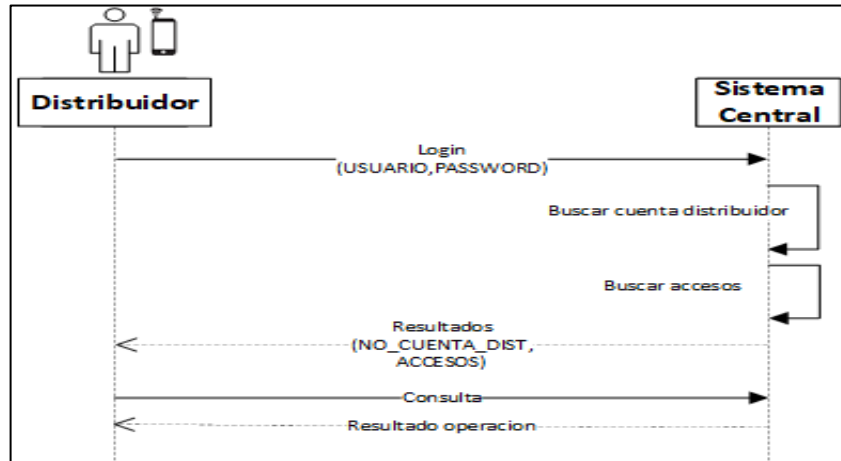 Distribuidor
Sistema
Central
Login
(USUARIO,PASSWORD)
Buscar cuenta distribuidor
Buscar accesos
Resultados
(NO_CUENTA_DIST,
ACCESOS)
Consulta
Resultado operacion